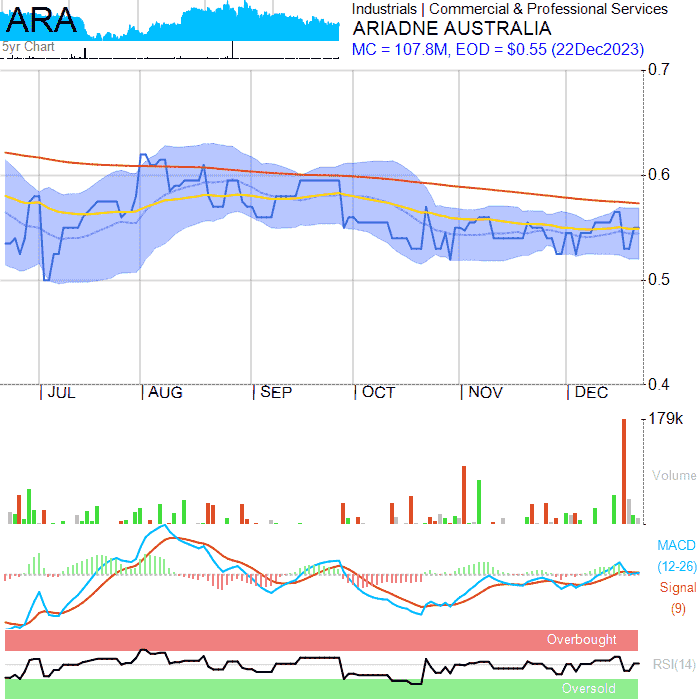 ARA
5yr Chart
Industrials | Commercial & Professional Services
ARIADNE AUSTRALIA
MC = 107.8M, EOD = $0.55 (22Dec2023)
0.7
0.6
0.5
0.4
JUL AUG SEP OCT NOV DEC
179k
Volume
MACD
(12-26)
Signal
(9)
Overbought
RSI(14)
Oversold